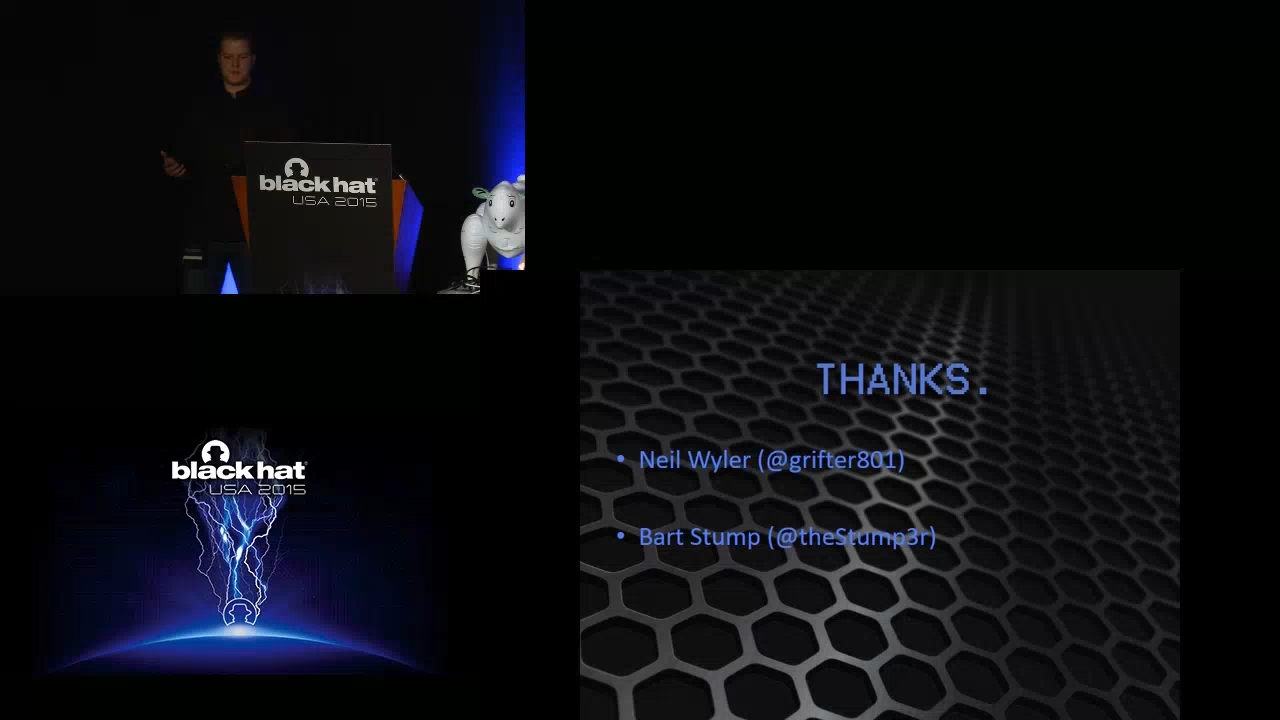 black hat
USA 2015
THANKS.
• Neil Wyler (@grifter801)
• Bart Stump (@theStump3r)
black hat
USA 2015